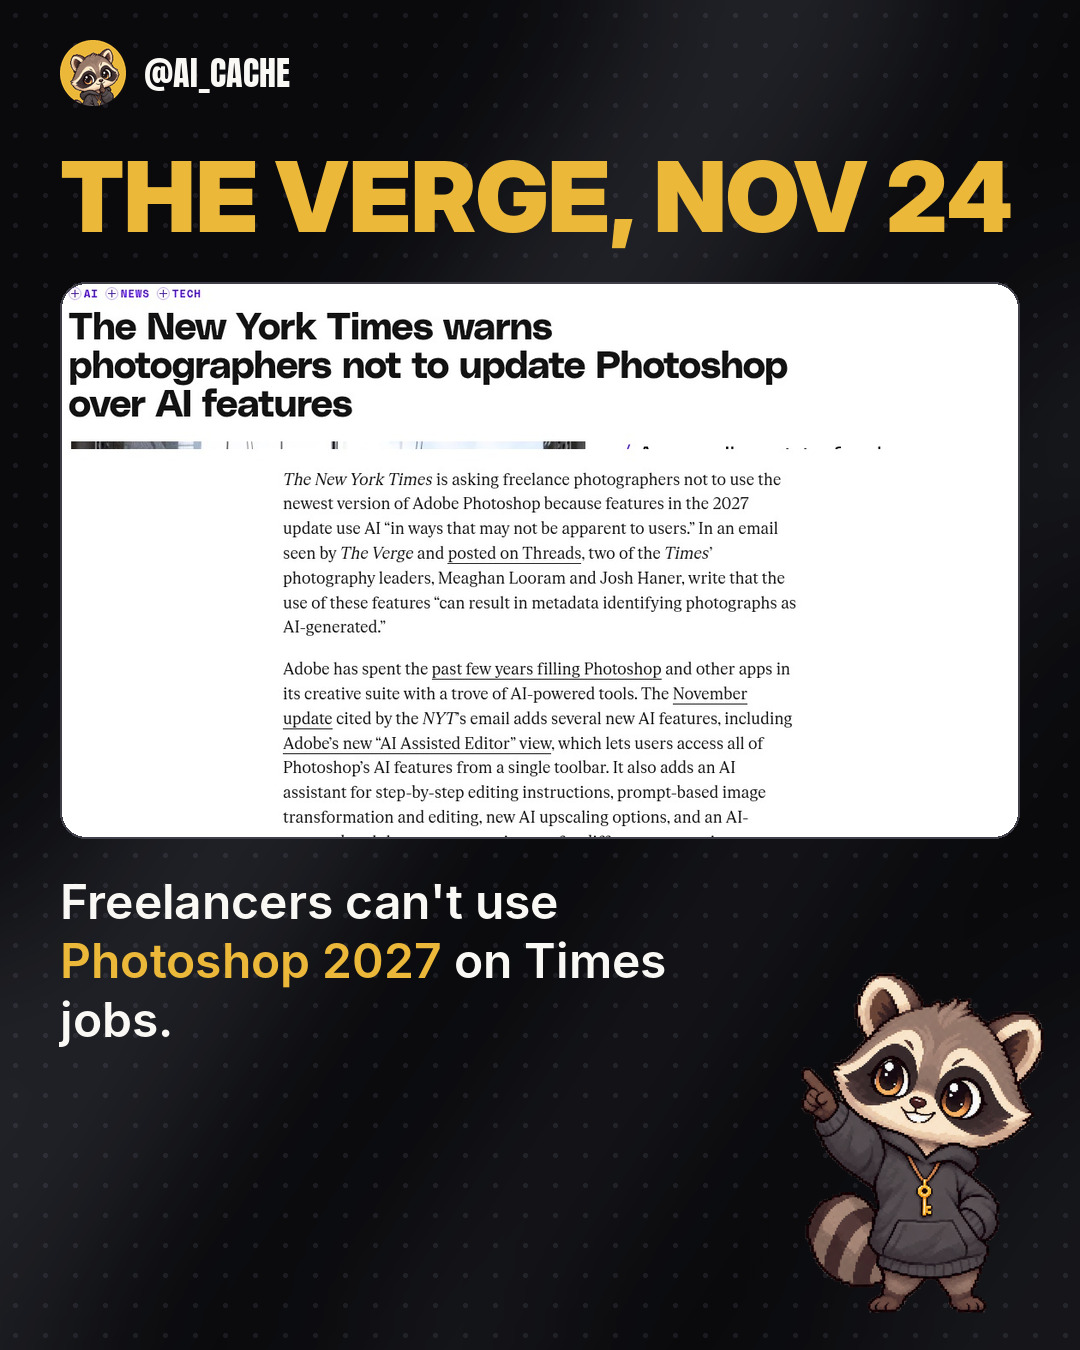 @AI_CACHE
THE VERGE, NOV 24
AI NEWS TECH
The New York Times warns
photographers not to update Photoshop
over AI features
The New York Times is asking freelance photographers not to use the
newest version of Adobe Photoshop because features in the 2027
update use AI “in ways that may not be apparent to users.” In an email
seen by The Verge and posted on Threads, two of the Times’
photography leaders, Meaghan Looram and Josh Haner, write that the
use of these features “can result in metadata identifying photographs as
AI-generated.”
Adobe has spent the past few years filling Photoshop and other apps in
its creative suite with a trove of AI-powered tools. The November
update cited by the NYT’s email adds several new AI features, including
Adobe’s new “AI Assisted Editor” view, which lets users access all of
Photoshop’s AI features from a single toolbar. It also adds an AI
assistant for step-by-step editing instructions, prompt-based image
transformation and editing, new AI upscaling options, and an AI-
Freelancers can't use
Photoshop 2027 on Times
jobs.